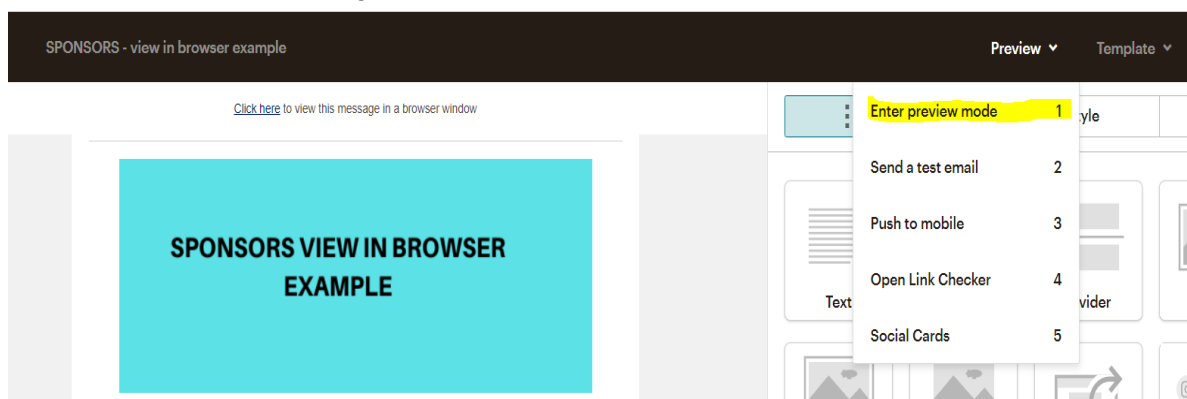 SPONSORS - view in browser example
Preview
Template
Click here to view this message in a browser window
SPONSORS VIEW IN BROWSER
EXAMPLE
Enter preview mode 1
Send a test email 2
Push to mobile 3
Open Link Checker 4
Social Cards 5
yle
Text
vider